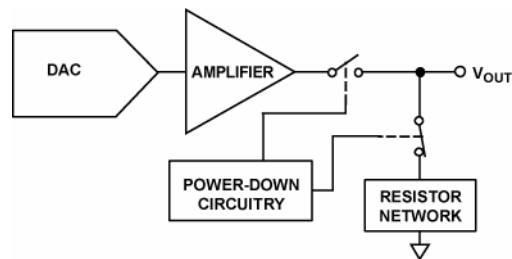 DAC
AMPLIFIER
VOUT
POWER-DOWN
CIRCUITRY
RESISTOR
NETWORK